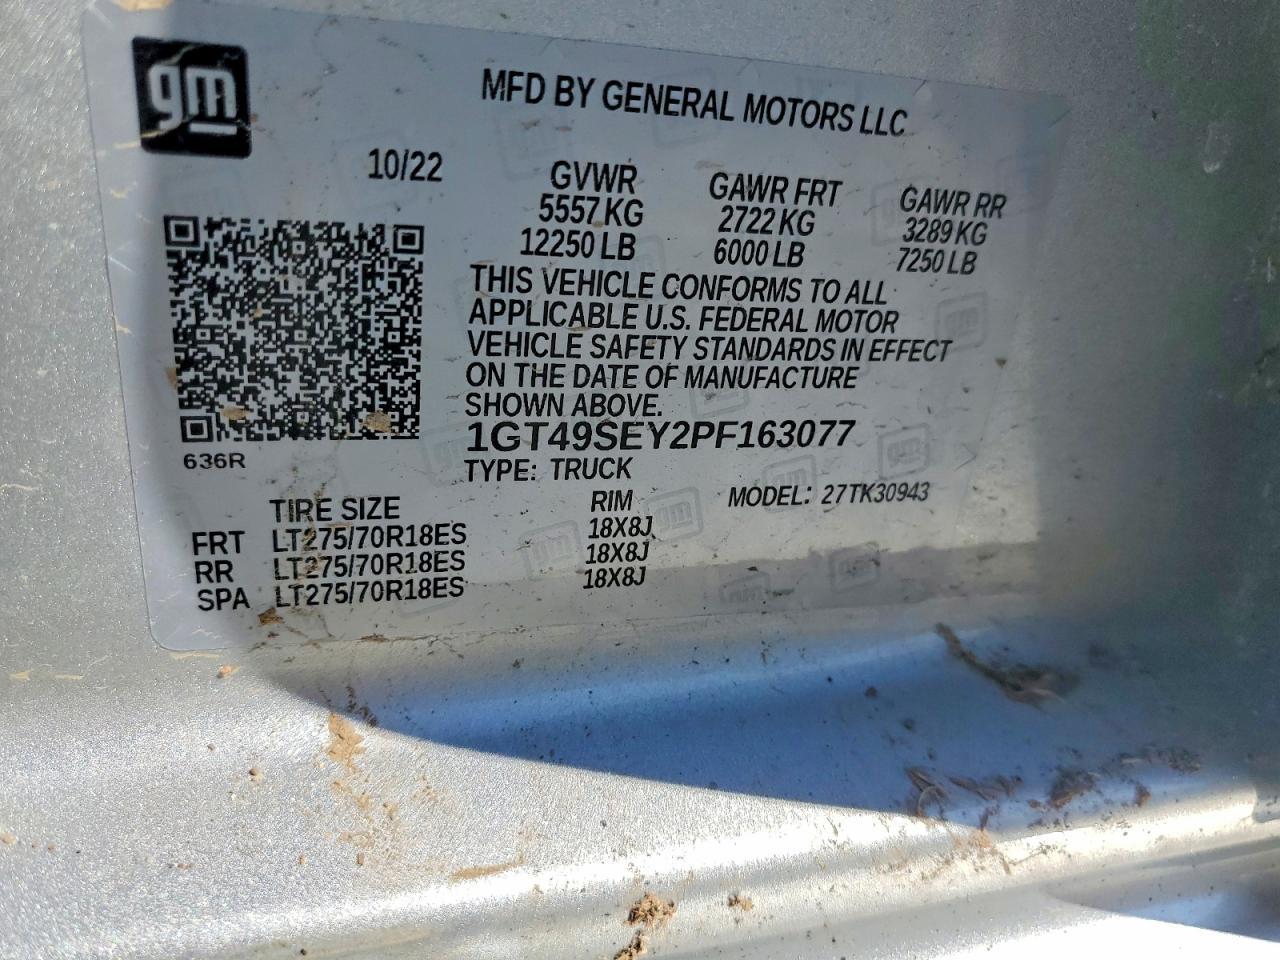 gm
MFD BY GENERAL MOTORS LLC
10/22
GVWR GAWR FRT GAWR RR
5557 KG 2722 KG 3289 KG
12250 LB 6000 LB 7250 LB
THIS VEHICLE CONFORMS TO ALL
APPLICABLE U.S. FEDERAL MOTOR
VEHICLE SAFETY STANDARDS IN EFFECT
ON THE DATE OF MANUFACTURE
SHOWN ABOVE.
1GT49SEY2PF163077
636R
TYPE: TRUCK
TIRE SIZE RIM MODEL: 27TK30943
FRT LT275/70R18ES 18X8J
RR LT275/70R18ES 18X8J
SPA LT275/70R18ES 18X8J